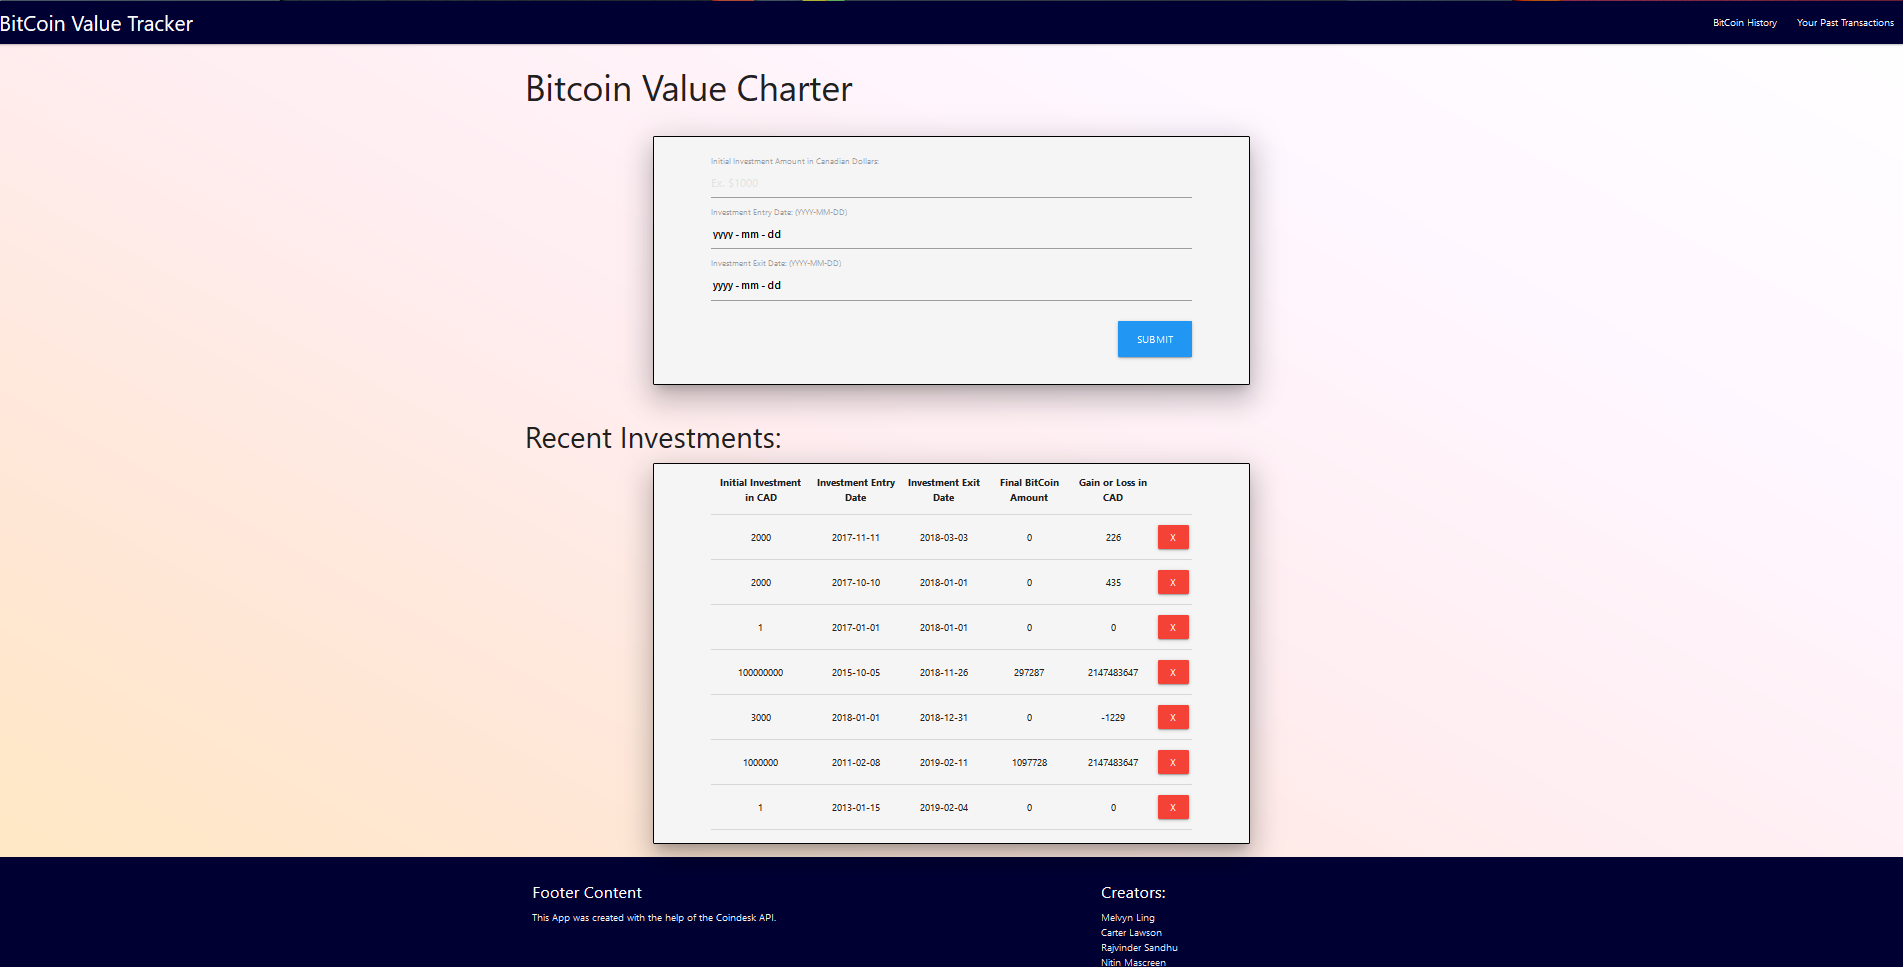 BitCoin Value Tracker
BitCoin History Your Past Transactions
Bitcoin Value Charter
Initial Investment Amount in Canadian Dollars:
Ex. $1000
Investment Entry Date: (YYYY-MM-DD)
yyyy - mm - dd
Investment Exit Date: (YYYY-MM-DD)
yyyy - mm - dd
SUBMIT
Recent Investments:
Initial Investment Investment Entry Investment Exit Final BitCoin Gain or Loss in
in CAD Date Date Amount CAD
2000 2017-11-11 2018-03-03 0 226 X
2000 2017-10-10 2018-01-01 0 435 X
1 2017-01-01 2018-01-01 0 0 X
100000000 2015-10-05 2018-11-26 297287 2147483647 X
3000 2018-01-01 2018-12-31 0 -1229 X
1000000 2011-02-08 2019-02-11 1097728 2147483647 X
1 2013-01-15 2019-02-04 0 0 X
Footer Content
This App was created with the help of the Coindesk API.
Creators:
Melvyn Ling
Carter Lawson
Rajvinder Sandhu
Nitin Mascreen